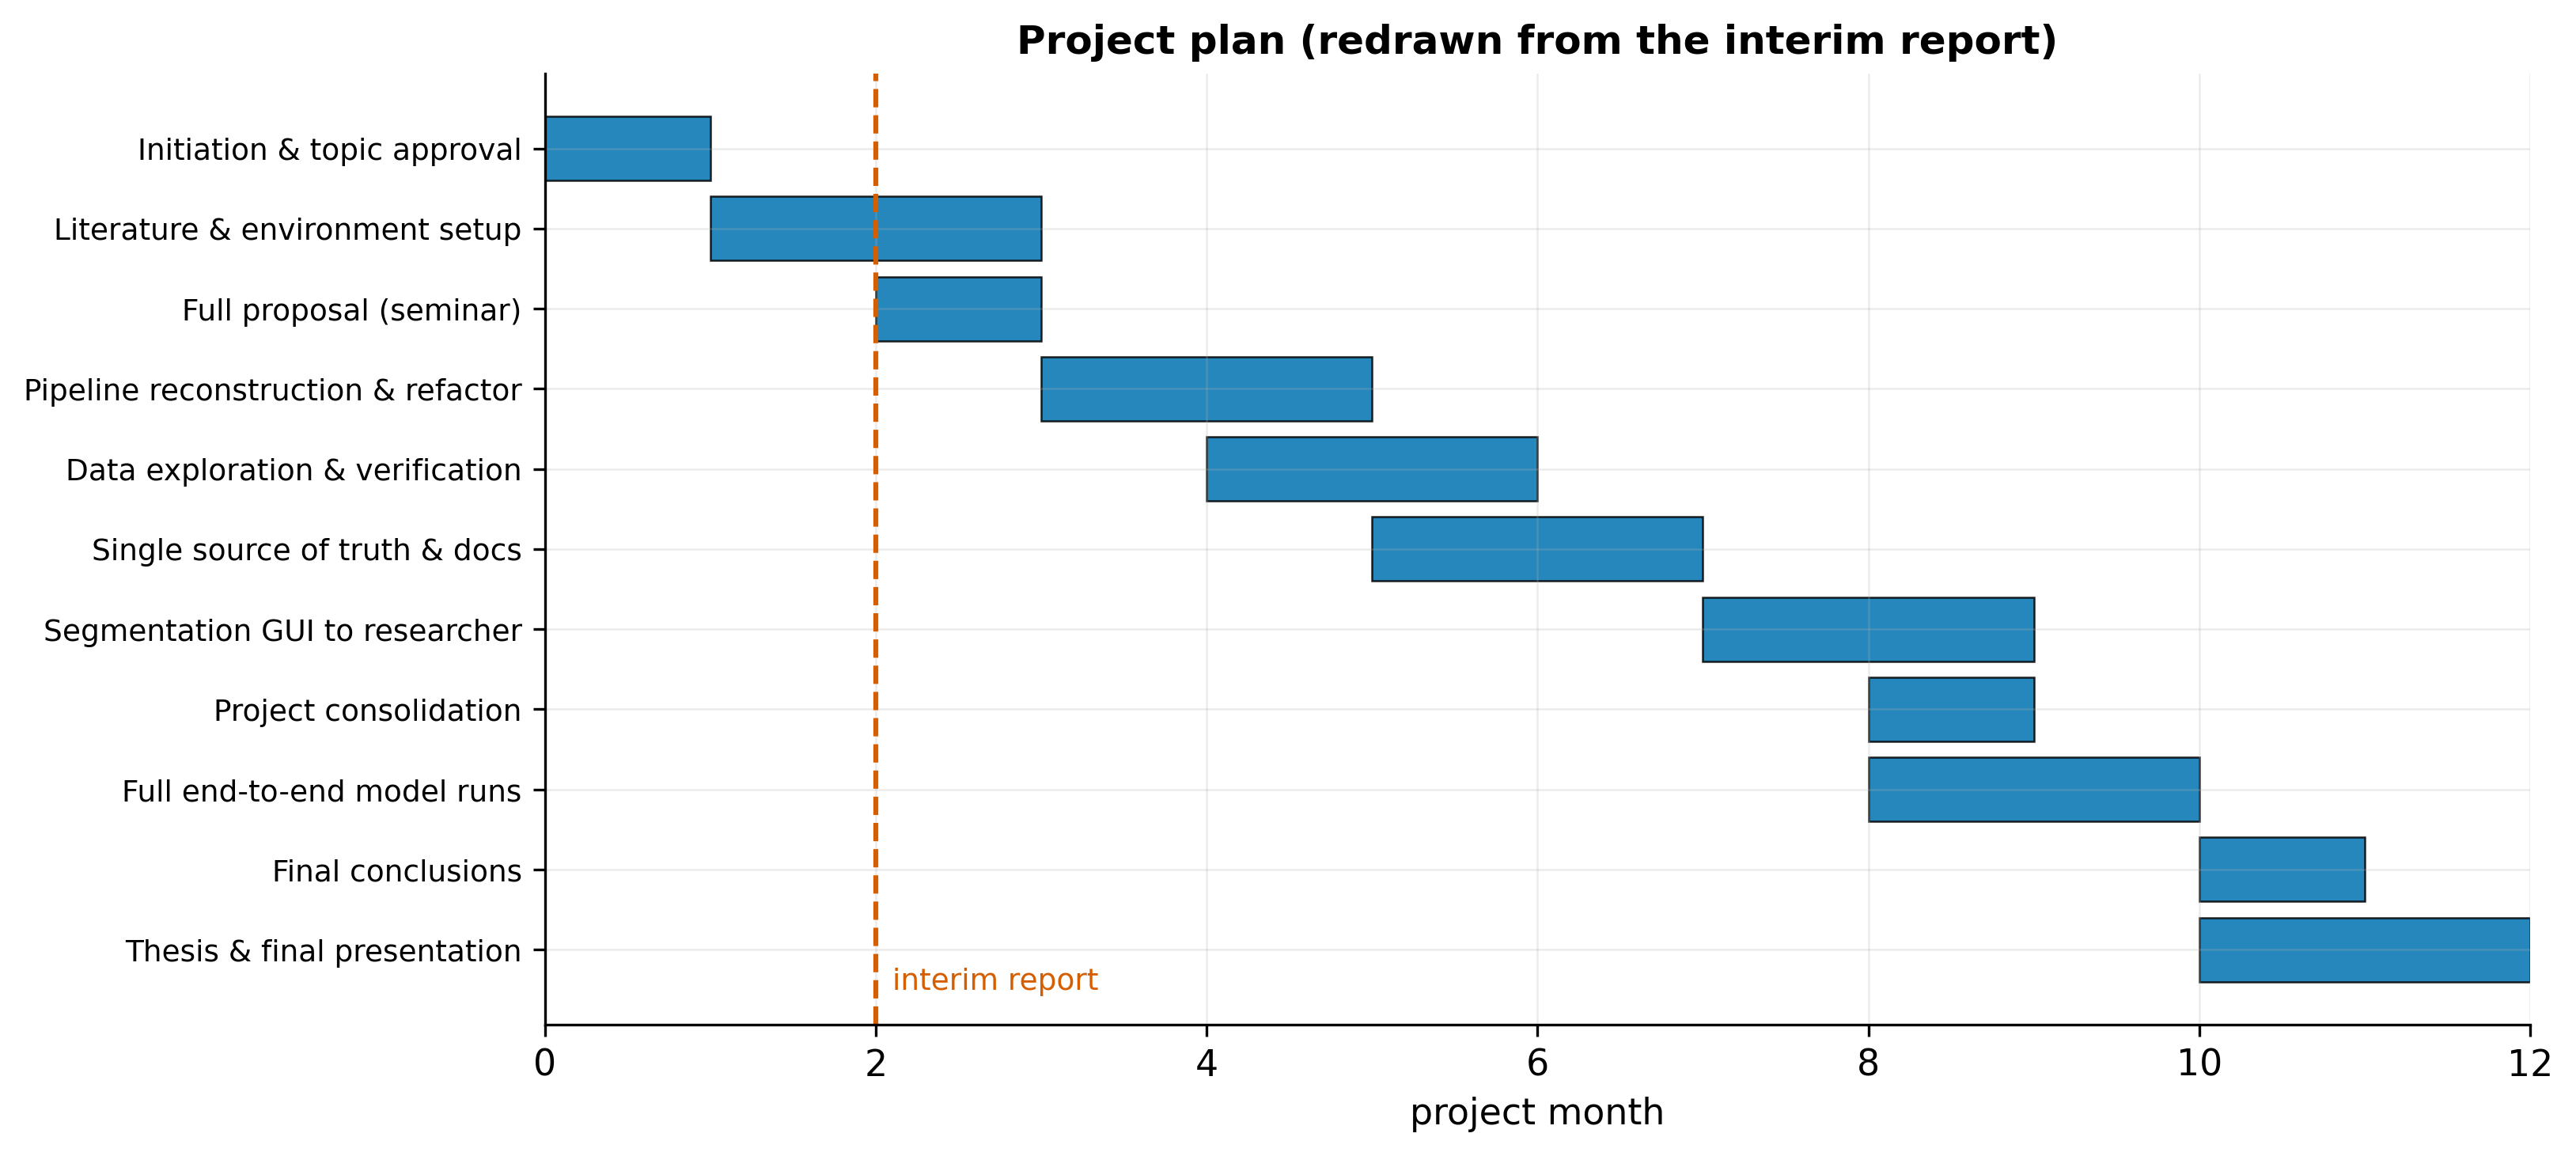 Project plan (redrawn from the interim report)
Initiation & topic approval
Literature & environment setup
Full proposal (seminar)
Pipeline reconstruction & refactor
Data exploration & verification
Single source of truth & docs
Segmentation GUI to researcher
Project consolidation
Full end-to-end model runs
Final conclusions
Thesis & final presentation
interim report
0 2 4 6 8 10 12
project month